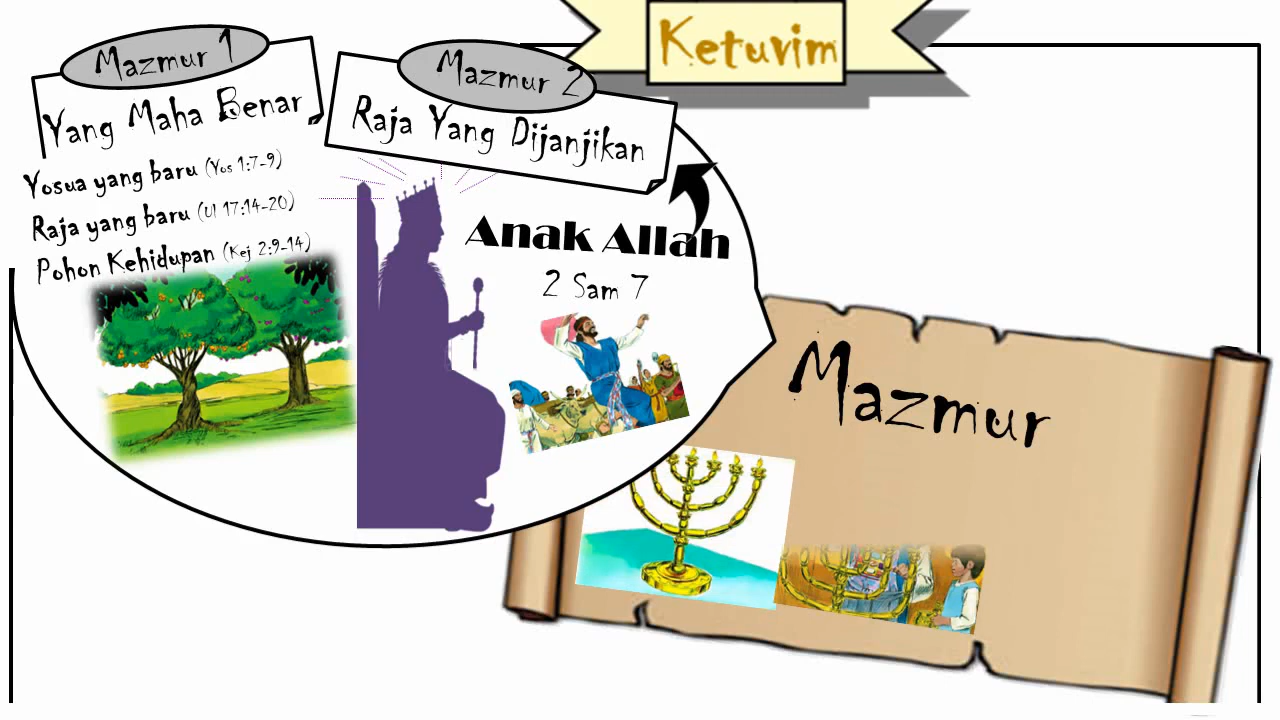 Ketuvim
Mazmur 1
Yang Maha Benar
Yosua yang baru (Yos 1:7-9)
Raja yang baru (Ul 17:14-20)
Pohon Kehidupan (Kej 2:9-14)
Mazmur 2
Raja Yang Dijanjikan
Anak Allah
2 Sam 7
Mazmur